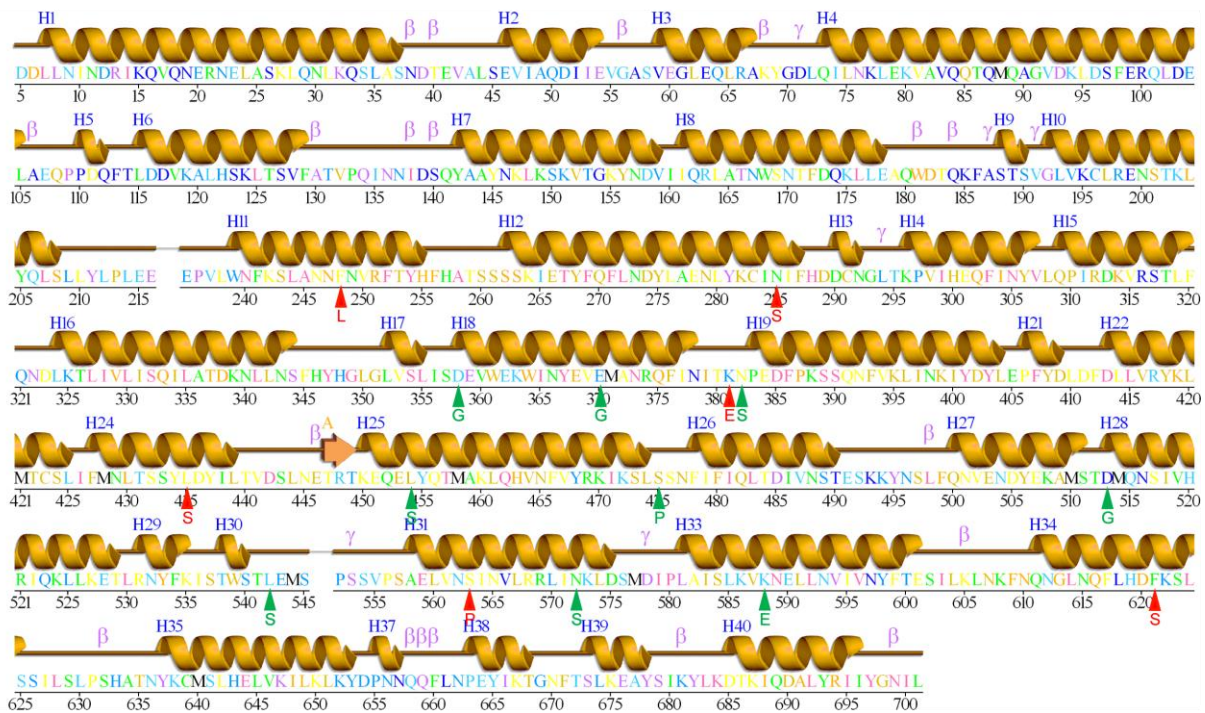 H1 β β H2 β H3 β γ H4
DDLLNINDRIKQVQNERNELASKLQNLKQSLASNDTEVALSEVIAQDIIEVGASVEGLEQLRAKYGDLQILNKLEKVAVQQTQMQAGVDKLDSFERQLDE
5 10 15 20 25 30 35 40 45 50 55 60 65 70 75 80 85 90 95 100
β H5 H6 β β β H7 H8 β β γ H9 γ H10
LAEQPPDQFTLDDVKALHSKLTSVFATVPQINNIDSQYAAYNKLKSKVTGKYNDVIIQRLATNWSNTFDQKLLEAQWDTQKFASTSVGLVKCLRENSTKL
105 110 115 120 125 130 135 140 145 150 155 160 165 170 175 180 185 190 195 200
H11 H12 H13 γ H14 H15
YQLSLLYLPLEE EPVLWNFKSLANNFNVRFTYHFHATSSSSKIETYFQFLNDYLAENLYKCINIFHDDCNGLTKPVIHEQFINYVLQPIRDKVRSTLF
205 210 215 240 245 250 255 260 265 270 275 280 285 290 295 300 305 310 315 320
L S
H16 H17 H18 H19 H21 H22
QNDLKTLIVLISQILATDKNLLNSFHYHGLGLVSLISDEVWEKWINYEVEMANRQFINITKNPEDFPKSSQNFVKLINKIYDYLEPFYDLDFDLLVRYKL
321 325 330 335 340 345 350 355 360 365 370 375 380 385 390 395 400 405 410 415 420
G G E S
H24 β A H25 H26 β H27 H28
MTCSLIFMNLTSSYLDYILTVDSLNETRTKEQELYQTMAKLQHVNFVYRKIKSLSSNFIFIQLTDIVNSTESKKYNSLFQNVENDYEKAMSTDMQNSIVH
421 425 430 435 440 445 450 455 460 465 470 475 480 485 490 495 500 505 510 515 520
S S P G
H29 H30 γ H31 γ H33 β H34
RIQKLLKETLRNYFKISTWSTLEMS PSSVPSAELVNSINVLRRLINKLDSMDIPLAISLKVKNELLNVIVNYFTESILKLNKFNQNGLNQFLHDFKSL
521 525 530 535 540 545 555 560 565 570 575 580 585 590 595 600 605 610 615 620
S P S E S
β H35 H37 βββ H38 H39 β H40 β
SSILSLPSHATNYKCMSLHELVKILKLKYDPNNQQFLNPEYIKTGNFTSLKEAYSIKYLKDTKIQDALYRIIYGNIL
625 630 635 640 645 650 655 660 665 670 675 680 685 690 695 700